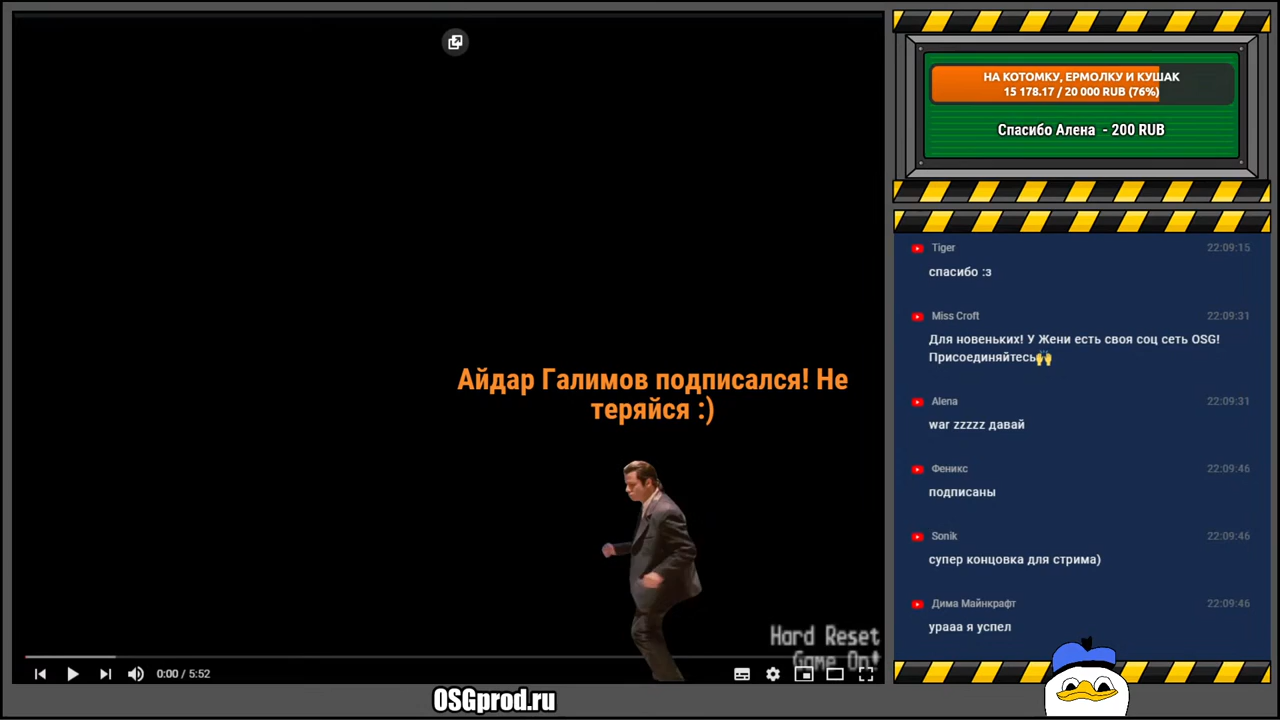 НА КОТОМКУ, ЕРМОЛКУ И КУШАК
15 178.17 / 20 000 RUB (76%)
Спасибо Алена - 200 RUB
Tiger 22:09:15
спасибо :з
Miss Croft 22:09:31
Для новеньких! У Жени есть своя соц сеть OSG!
Присоединяйтесь🙌
Alena 22:09:31
war zzzzz давай
Феникс 22:09:46
подписаны
Sonik 22:09:46
супер концовка для стрима)
Дима Майнкрафт 22:09:46
урааа я успел
Айдар Галимов подписался! Не
теряйся :)
Hard Reset
Game On!
0:00 / 5:52
OSGprod.ru